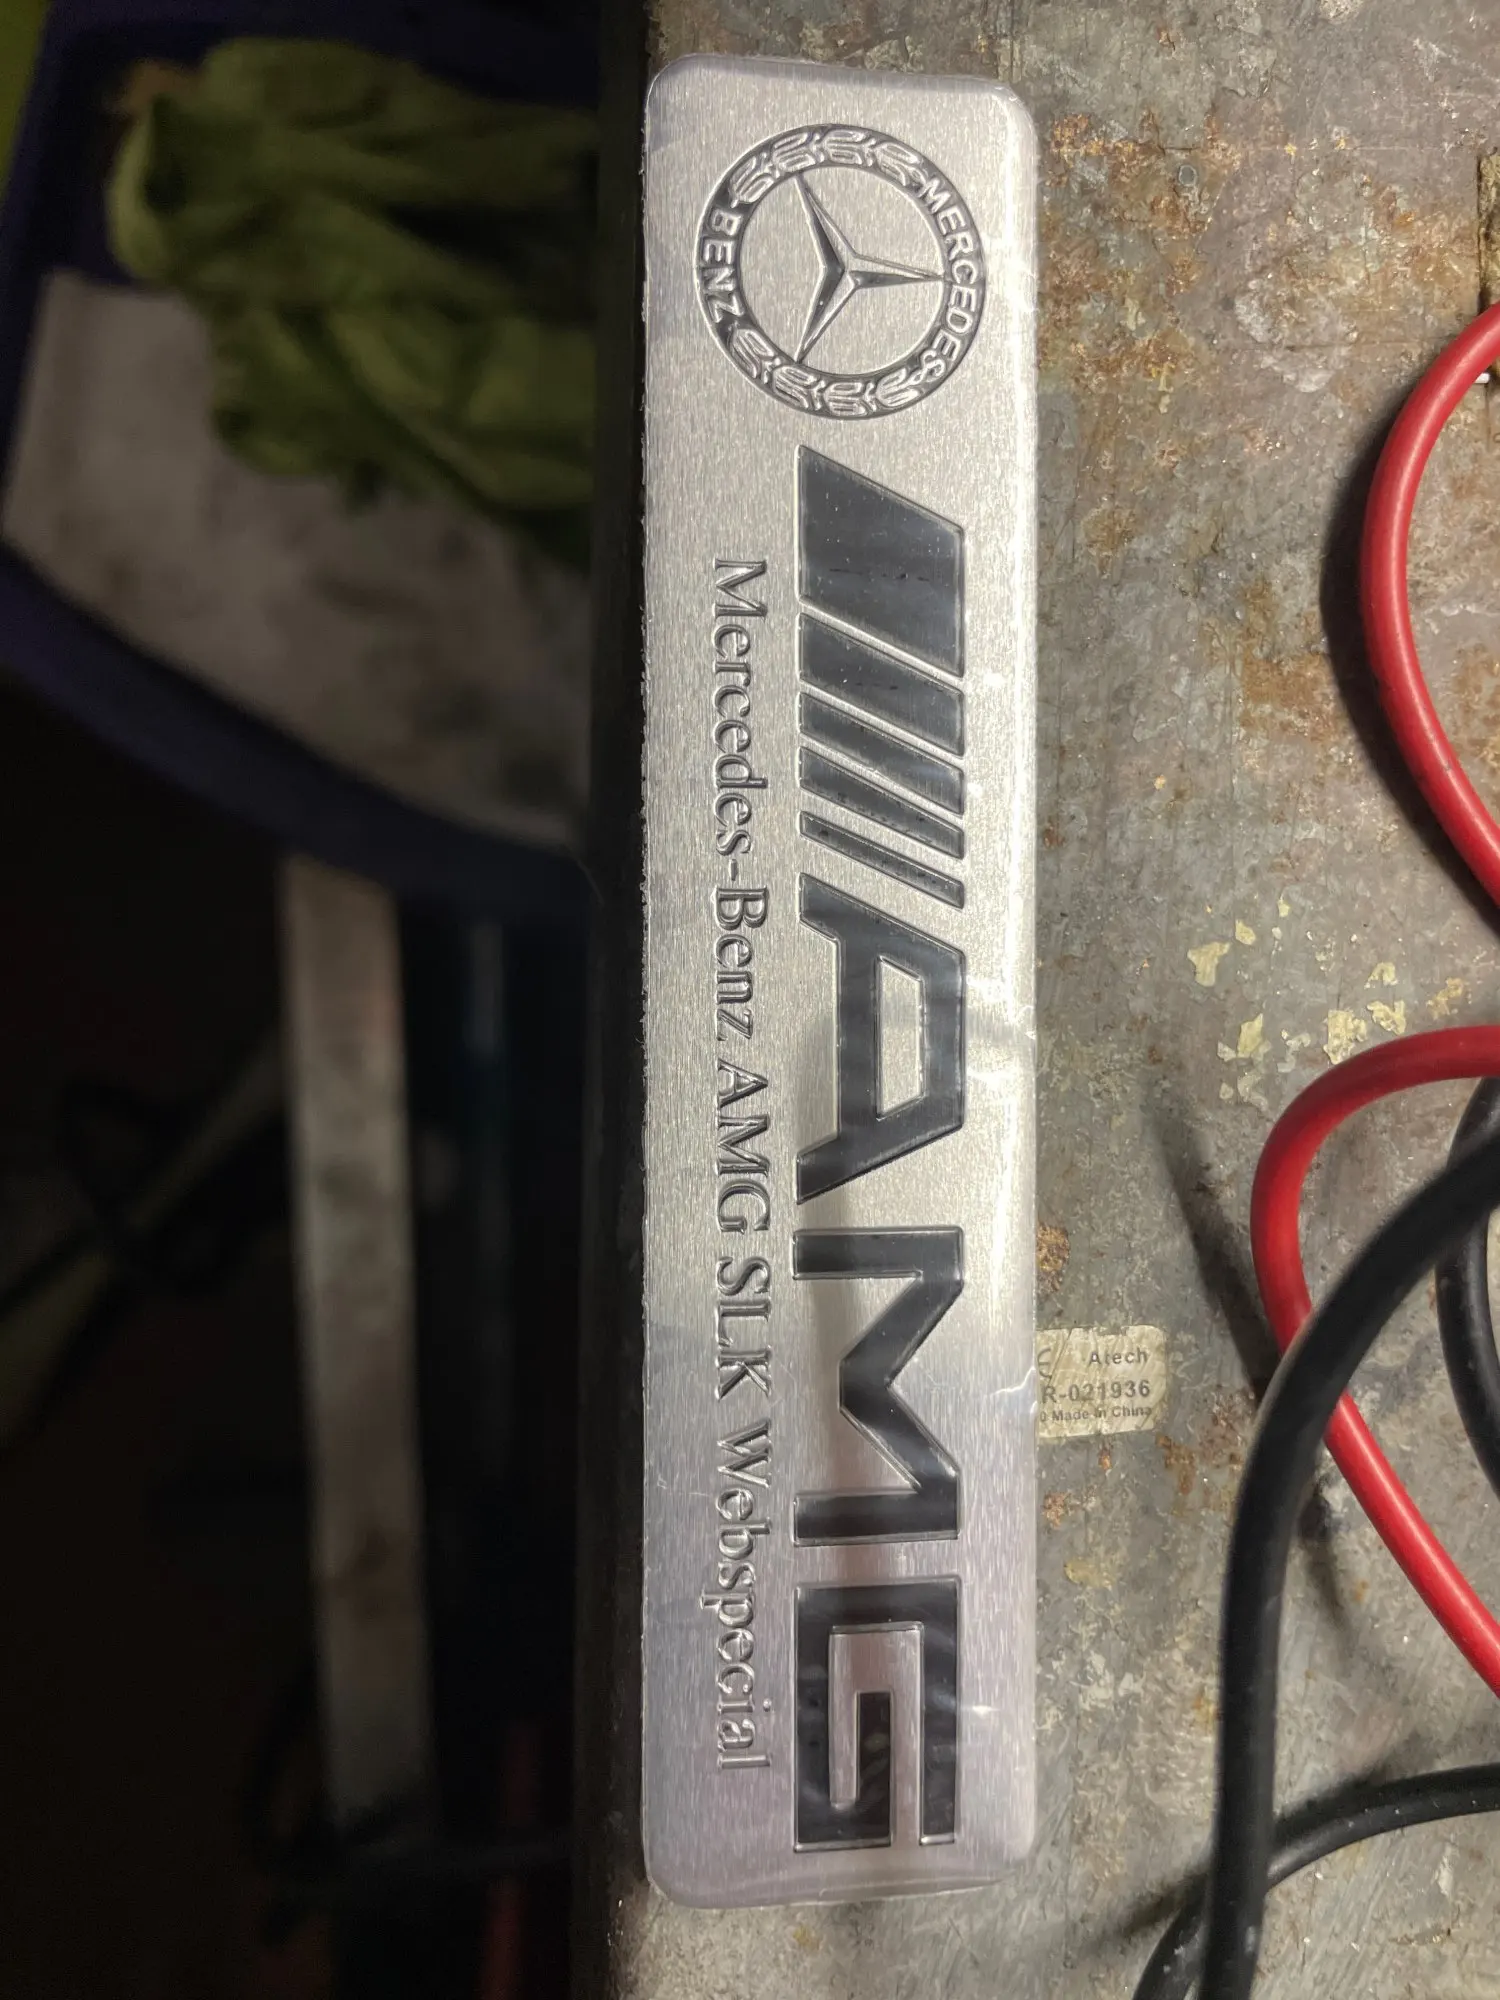 MERCEDES
BENZ
AMG
Mercedes-Benz AMG SLK Webspecial
Atech
R-021936
Made in China